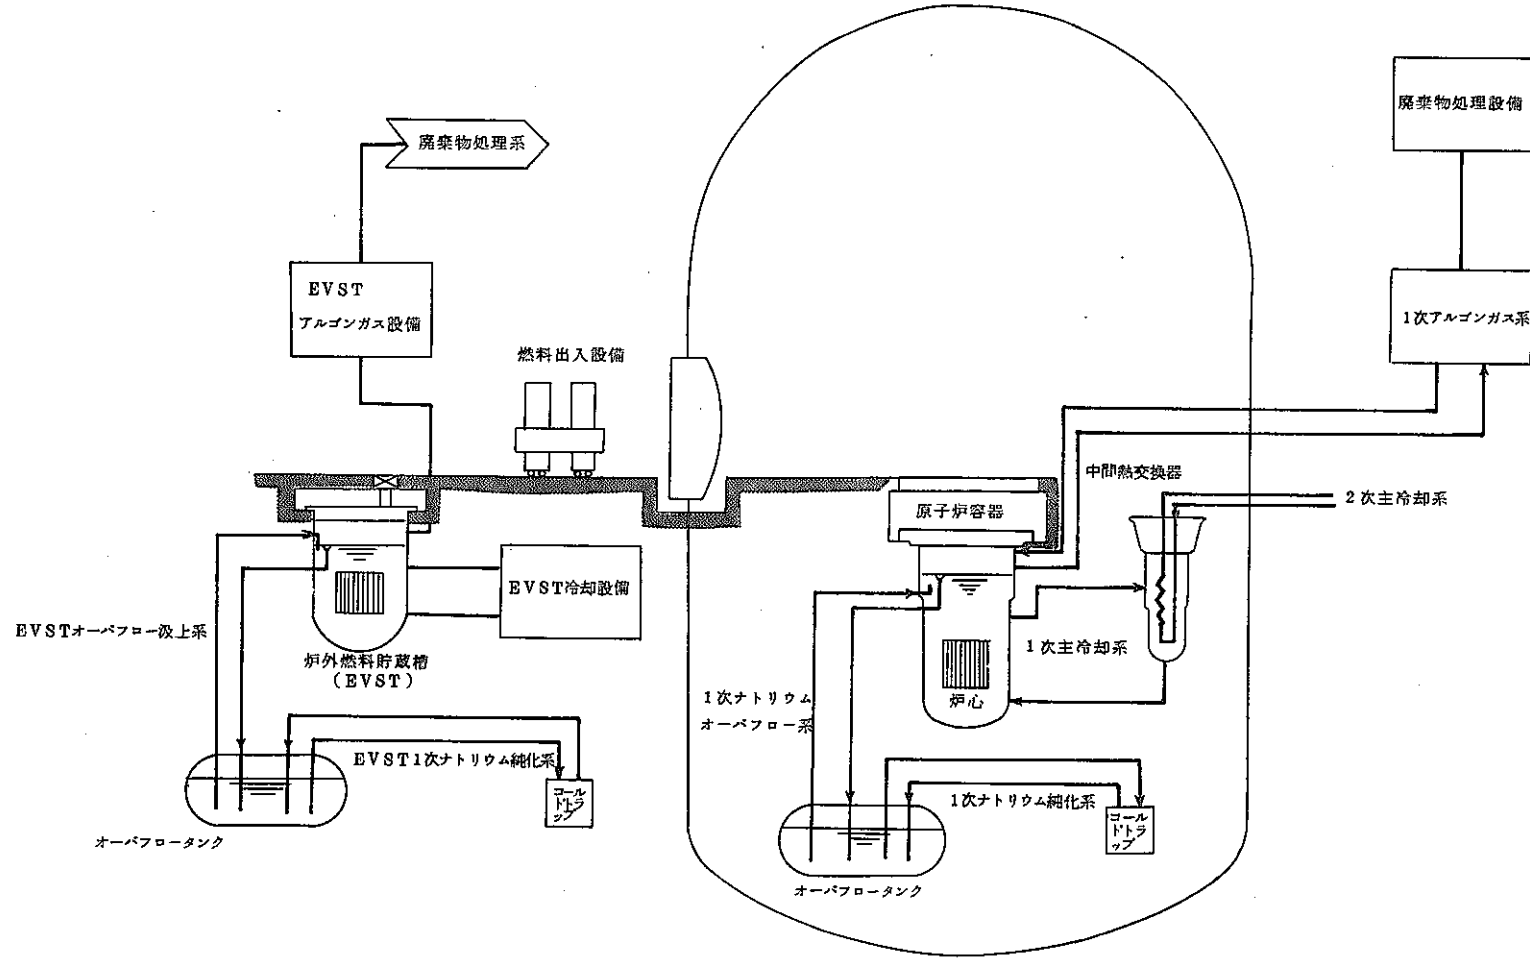 廃棄物処理設備
廃棄物処理系
EVST
アルゴンガス設備
1次アルゴンガス系
燃料出入設備
中間熱交換器
2次主冷却系
原子炉容器
EVST冷却設備
EVSTオーバフロー汲上系
1次主冷却系
炉外燃料貯蔵槽
(EVST)
1次ナトリウム
オーバフロー系
炉心
EVST1次ナトリウム純化系
コール
ドトラ
ップ
1次ナトリウム純化系
コール
ドトラ
ップ
オーバフロータンク
オーバフロータンク